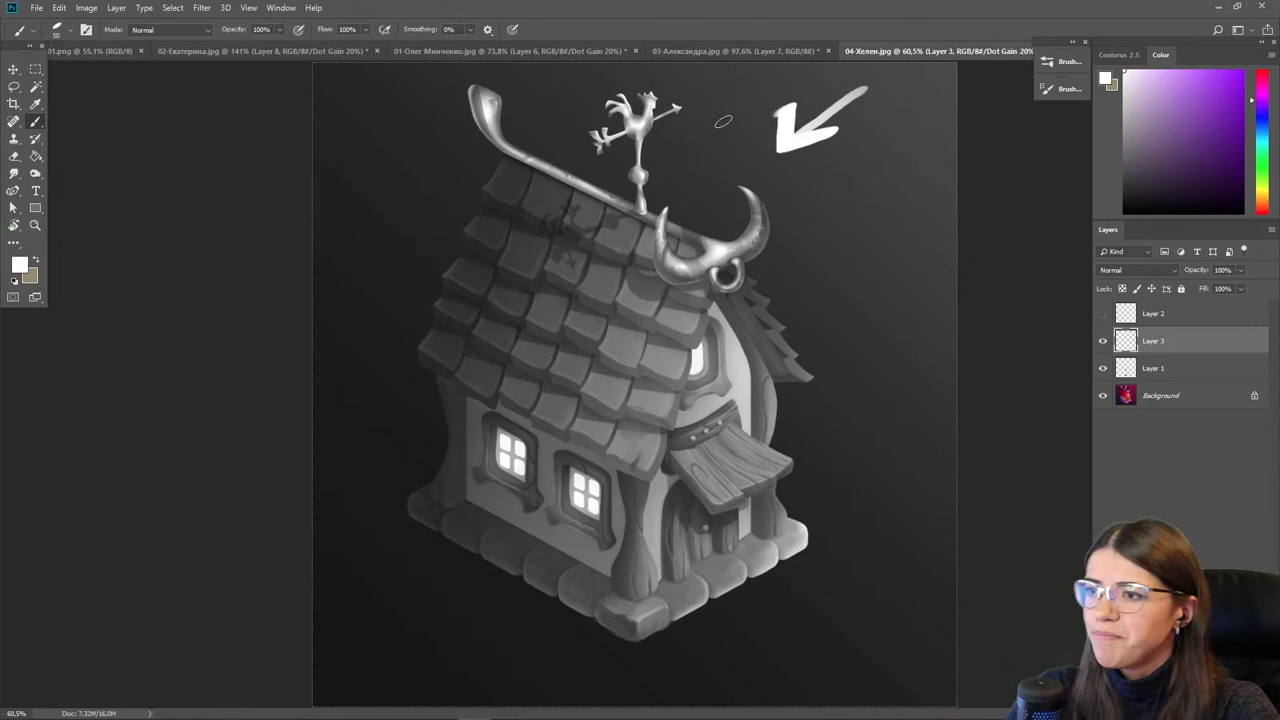 Ps File Edit Image Layer Type Select Filter 3D View Window Help
50 Mode: Normal Opacity: 100% Flow: 100% Smoothing: 0%
01.png @ 55,1% (RGB/8) × 02-Екатерина.jpg @ 141% (Layer 8, RGB/8#/Dot Gain 20%) * × 01-Олег Минченко.jpg @ 73,8% (Layer 6, RGB/8#/Dot Gain 20%) * × 03-Александра.jpg @ 97,6% (Layer 7, RGB/8#) * × 04-Хелен.jpg @ 60,5% (Layer 3, RGB/8#/Dot Gain 20%
Brush...
Brush...
Coolorus 2.5 Color
Layers
Kind
Normal Opacity: 100%
Lock: Fill: 100%
Layer 2
Layer 3
Layer 1
Background
60,5% Doc: 7,32M/16,0M